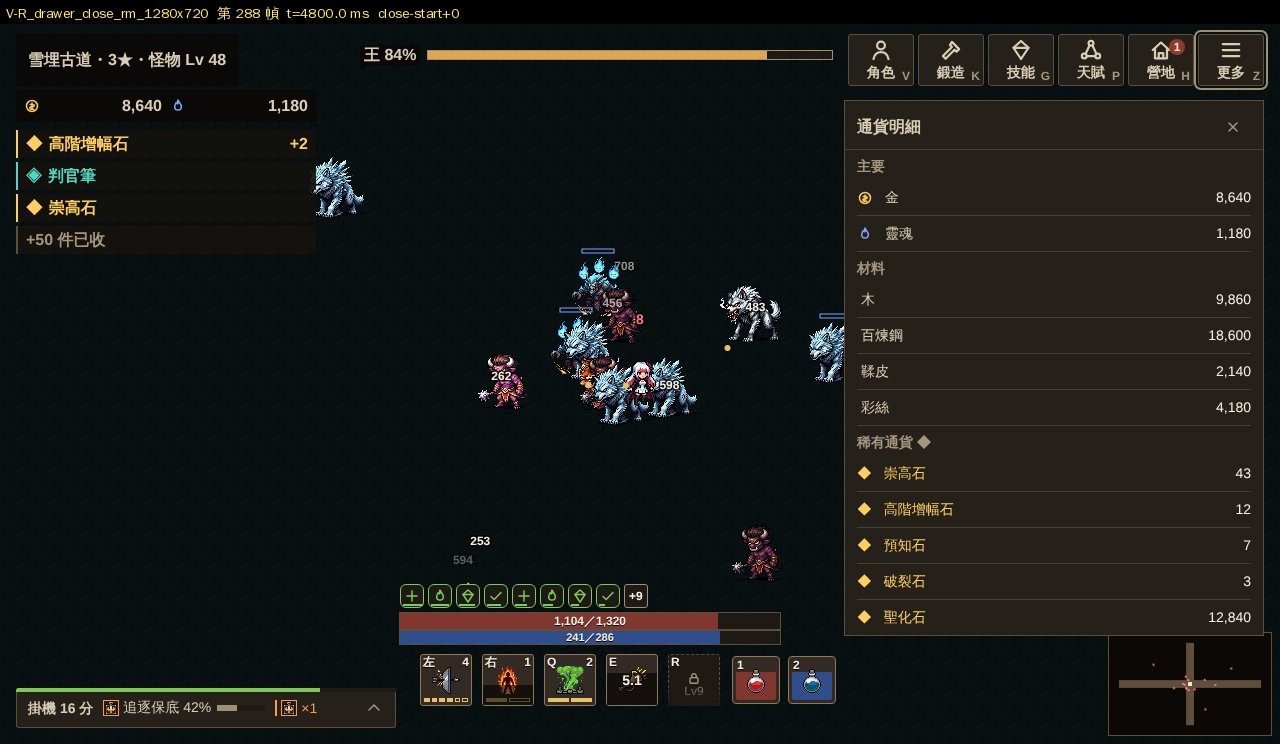 V-R_drawer_close_rm_1280x720 第 288 幀 t=4800.0 ms close-start+0
雪埋古道・3★・怪物 Lv 48
王 84%
角色 V
鍛造 K
技能 G
天賦 P
營地 H 1
更多 Z
8,640 1,180
高階增幅石 +2
判官筆
崇高石
+50 件已收
通貨明細
主要
金 8,640
靈魂 1,180
材料
木 9,860
百煉鋼 18,600
鞣皮 2,140
彩絲 4,180
稀有通貨
崇高石 43
高階增幅石 12
預知石 7
破裂石 3
聖化石 12,840
708
456
8
483
262
598
253
594
+9
1,104／1,320
241／286
左 4
右 1
Q 2
E 5.1
R Lv9
1
2
掛機 16 分 追逐保底 42% ×1